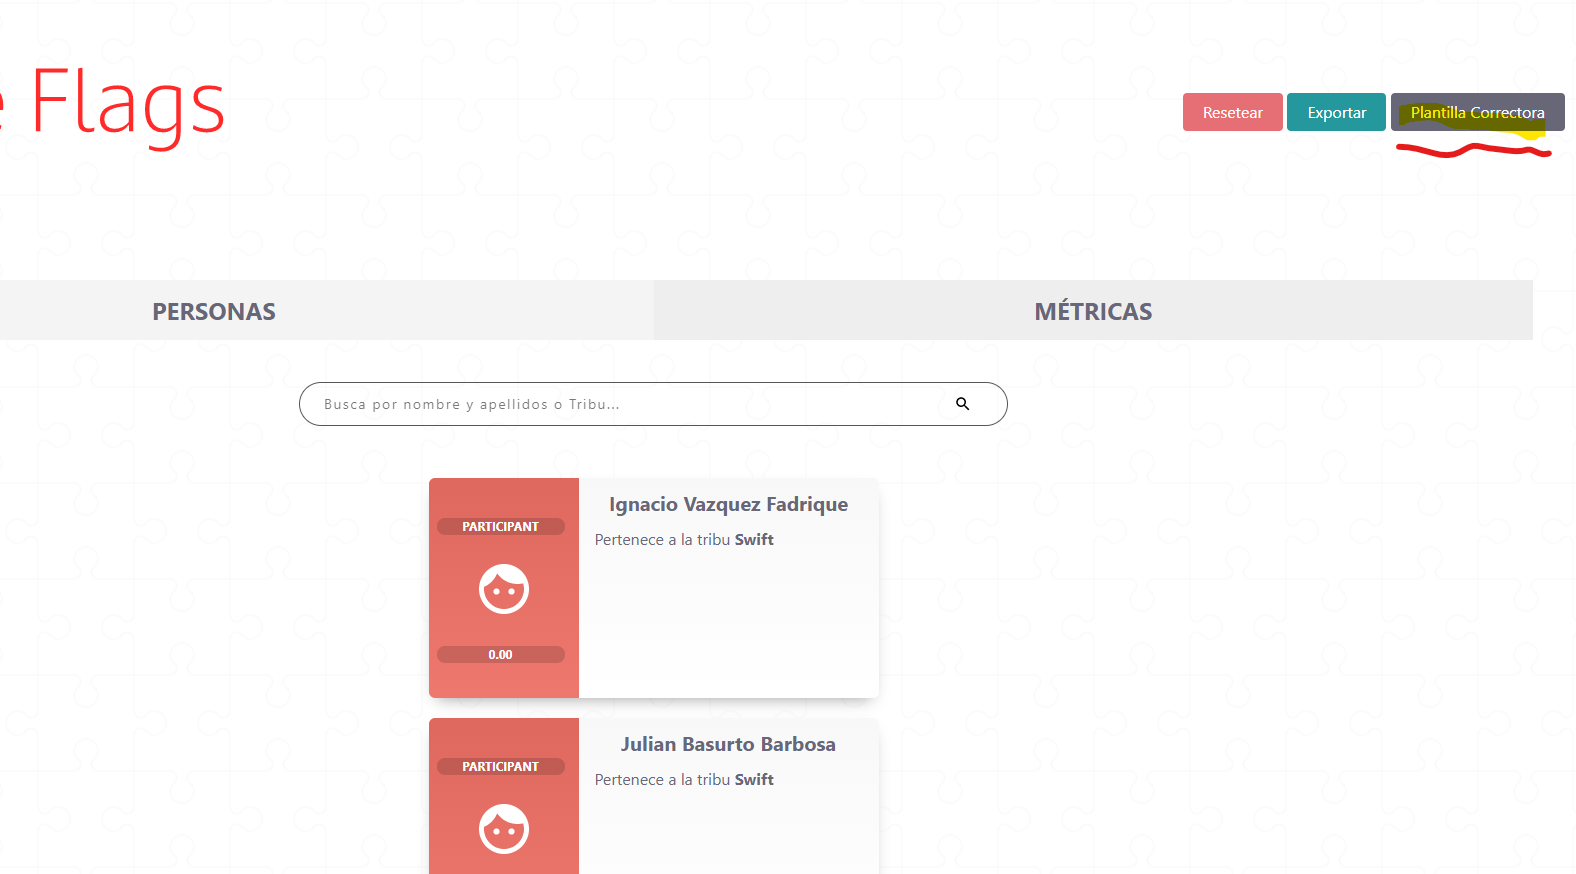 e Flags
Resetear
Exportar
Plantilla Correctora
PERSONAS
MÉTRICAS
Busca por nombre y apellidos o Tribu...
PARTICIPANT
0.00
Ignacio Vazquez Fadrique
Pertenece a la tribu Swift
PARTICIPANT
Julian Basurto Barbosa
Pertenece a la tribu Swift